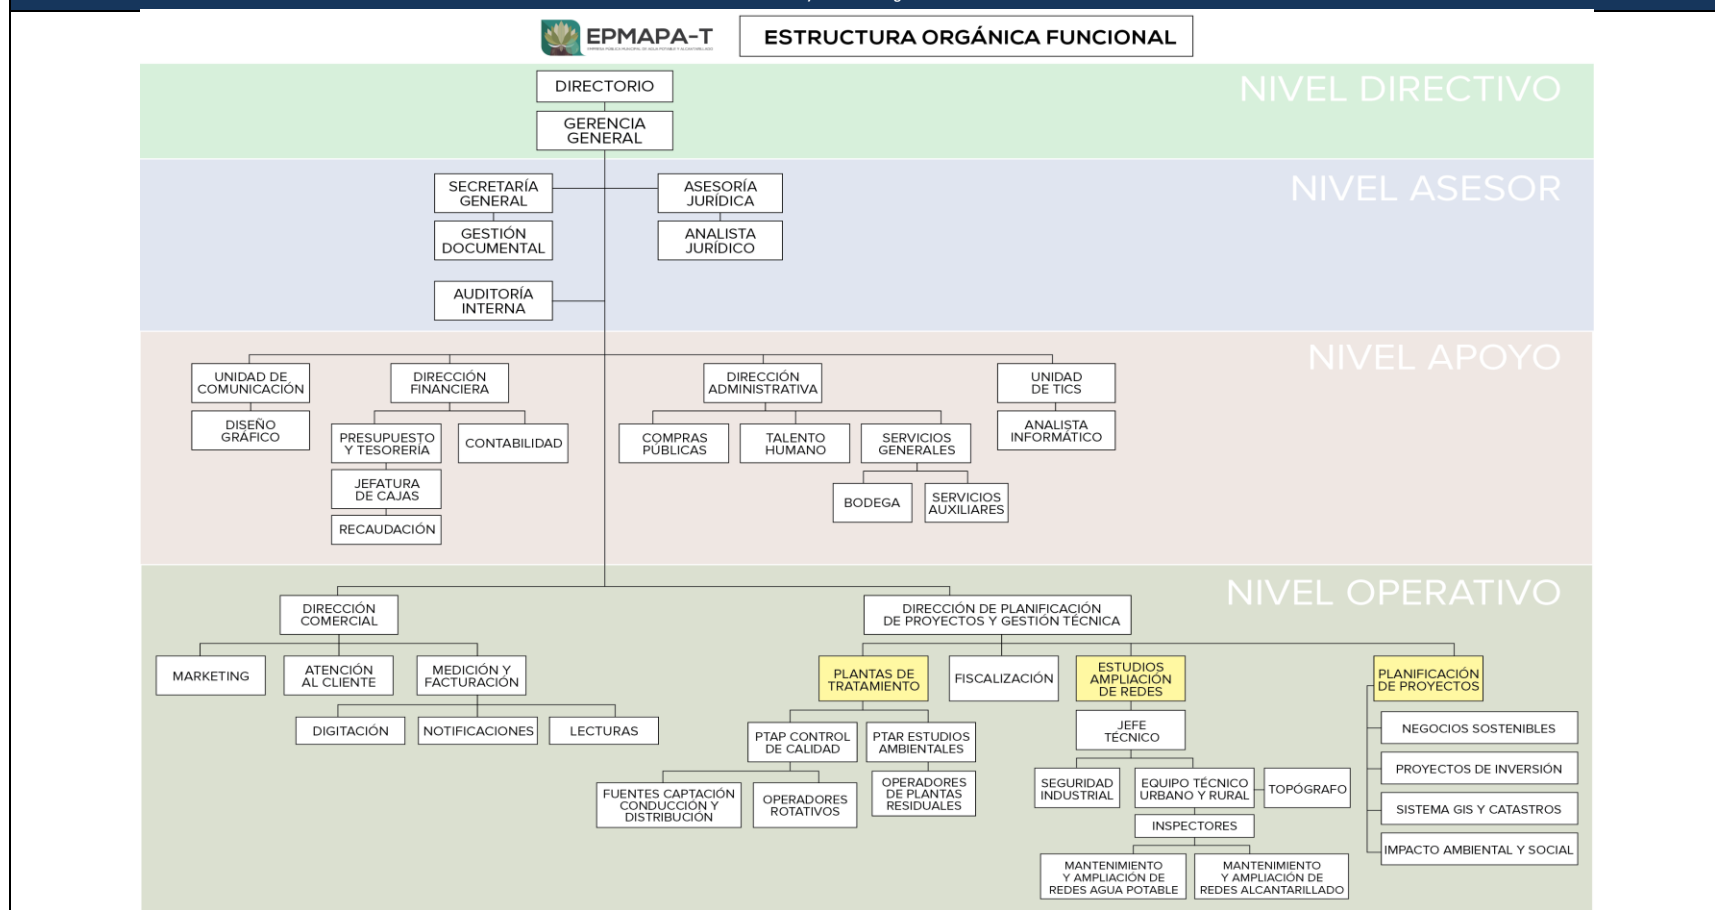 EPMAPA-T
EMPRESA PÚBLICA MUNICIPAL DE AGUA POTABLE Y ALCANTARILLADO
ESTRUCTURA ORGÁNICA FUNCIONAL
NIVEL DIRECTIVO
DIRECTORIO
GERENCIA
GENERAL
NIVEL ASESOR
SECRETARÍA
GENERAL
ASESORÍA
JURÍDICA
GESTIÓN
DOCUMENTAL
ANALISTA
JURÍDICO
AUDITORÍA
INTERNA
NIVEL APOYO
UNIDAD DE
COMUNICACIÓN
DIRECCIÓN
FINANCIERA
DIRECCIÓN
ADMINISTRATIVA
UNIDAD
DE TICS
DISEÑO
GRÁFICO
PRESUPUESTO
Y TESORERÍA
CONTABILIDAD
COMPRAS
PÚBLICAS
TALENTO
HUMANO
SERVICIOS
GENERALES
ANALISTA
INFORMÁTICO
JEFATURA
DE CAJAS
RECAUDACIÓN
BODEGA
SERVICIOS
AUXILIARES
NIVEL OPERATIVO
DIRECCIÓN
COMERCIAL
DIRECCIÓN DE PLANIFICACIÓN
DE PROYECTOS Y GESTIÓN TÉCNICA
MARKETING
ATENCIÓN
AL CLIENTE
MEDICIÓN Y
FACTURACIÓN
PLANTAS DE
TRATAMIENTO
FISCALIZACIÓN
ESTUDIOS
AMPLIACIÓN
DE REDES
PLANIFICACIÓN
DE PROYECTOS
DIGITACIÓN
NOTIFICACIONES
LECTURAS
PTAP CONTROL
DE CALIDAD
PTAR ESTUDIOS
AMBIENTALES
JEFE
TÉCNICO
NEGOCIOS SOSTENIBLES
PROYECTOS DE INVERSIÓN
SISTEMA GIS Y CATASTROS
IMPACTO AMBIENTAL Y SOCIAL
FUENTES CAPTACIÓN
CONDUCCIÓN Y
DISTRIBUCIÓN
OPERADORES
ROTATIVOS
OPERADORES
DE PLANTAS
RESIDUALES
SEGURIDAD
INDUSTRIAL
EQUIPO TÉCNICO
URBANO Y RURAL
TOPÓGRAFO
INSPECTORES
MANTENIMIENTO
Y AMPLIACIÓN DE
REDES AGUA POTABLE
MANTENIMIENTO
Y AMPLIACIÓN DE
REDES ALCANTARILLADO